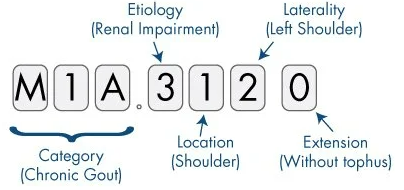 Etiology
(Renal Impairment)
Laterality
(Left Shoulder)
M1A.3120
Category
(Chronic Gout)
Location
(Shoulder)
Extension
(Without tophus)